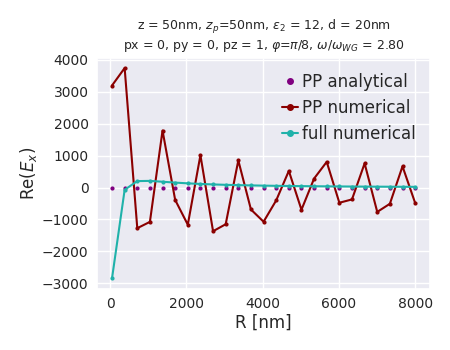 z = 50nm, z_p=50nm, ε_2 = 12, d = 20nm
px = 0, py = 0, pz = 1, φ=π/8, ω/ω_WG = 2.80
4000
3000
2000
1000
0
−1000
−2000
−3000
Re(E_x)
PP analytical
PP numerical
full numerical
0
2000
4000
6000
8000
R [nm]